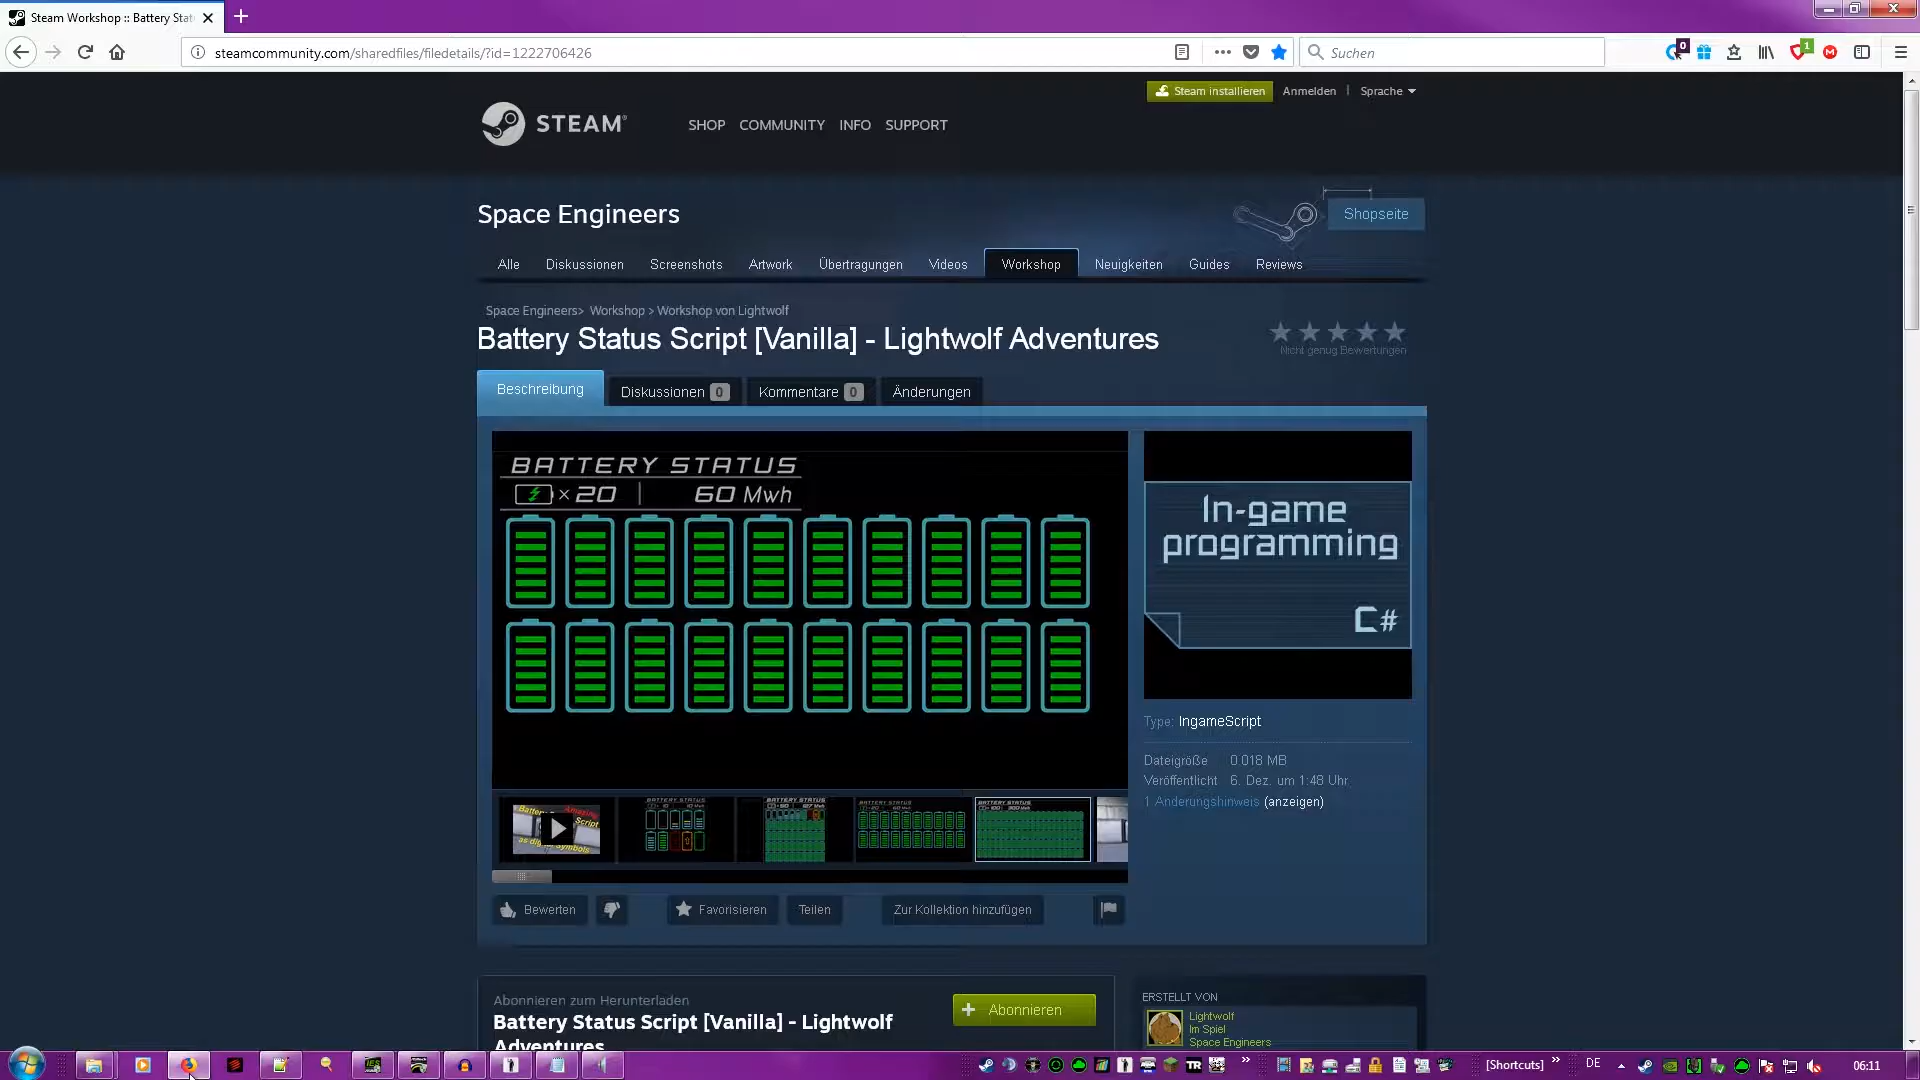 Steam Workshop :: Battery Stat
steamcommunity.com/sharedfiles/filedetails/?id=1222706426
Suchen
0
1
Steam installieren
Anmelden
Sprache
STEAM
SHOP
COMMUNITY
INFO
SUPPORT
Space Engineers
Shopseite
Alle
Diskussionen
Screenshots
Artwork
Übertragungen
Videos
Workshop
Neuigkeiten
Guides
Reviews
Space Engineers> Workshop > Workshop von Lightwolf
Battery Status Script [Vanilla] - Lightwolf Adventures
Nicht genug Bewertungen
Beschreibung
Diskussionen 0
Kommentare 0
Änderungen
BATTERY STATUS
× 20 | 60 Mwh
In-game
programming
C#
Type: IngameScript
Dateigröße 0.018 MB
Veröffentlicht 6. Dez. um 1:48 Uhr
1 Änderungshinweis (anzeigen)
Bewerten
Favorisieren
Teilen
Zur Kollektion hinzufügen
Abonnieren zum Herunterladen
Battery Status Script [Vanilla] - Lightwolf
Adventures
Abonnieren
ERSTELLT VON
Lightwolf
Im Spiel
Space Engineers
[Shortcuts]
DE
06:11